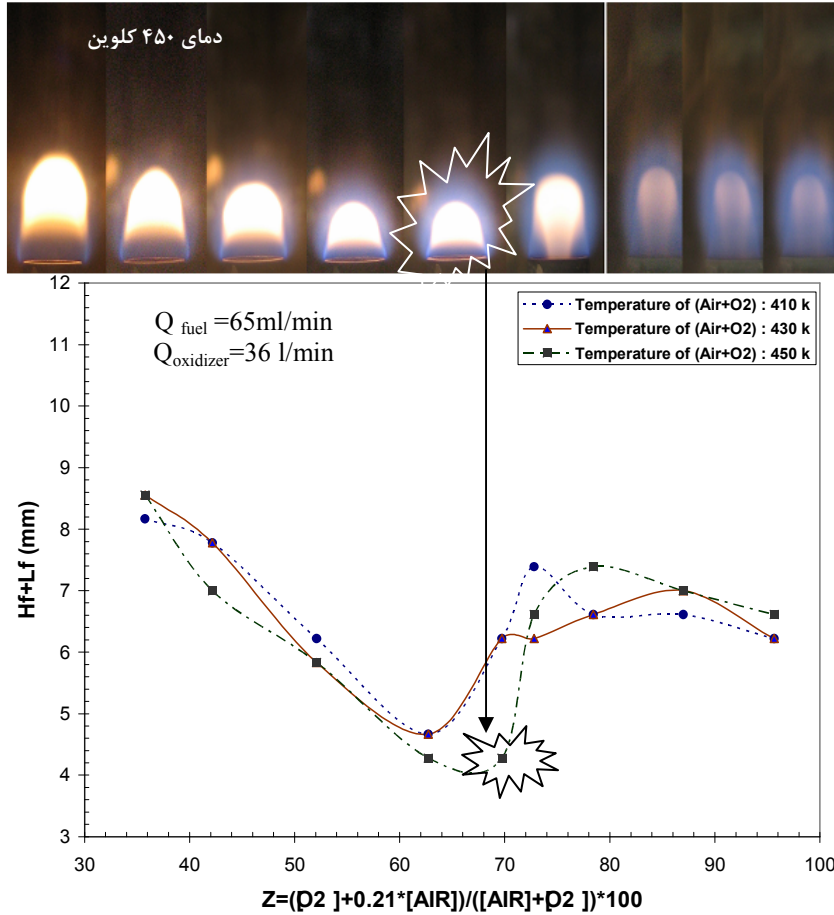 دمای ۴۵۰ کلوین
12
11
10
9
8
7
6
5
4
3
Hf+Lf (mm)
Q fuel =65ml/min
Qoxidizer=36 l/min
Temperature of (Air+O2) : 410 k
Temperature of (Air+O2) : 430 k
Temperature of (Air+O2) : 450 k
30 40 50 60 70 80 90 100
Z=([O2 ]+0.21*[AIR])/([AIR]+[O2 ])*100